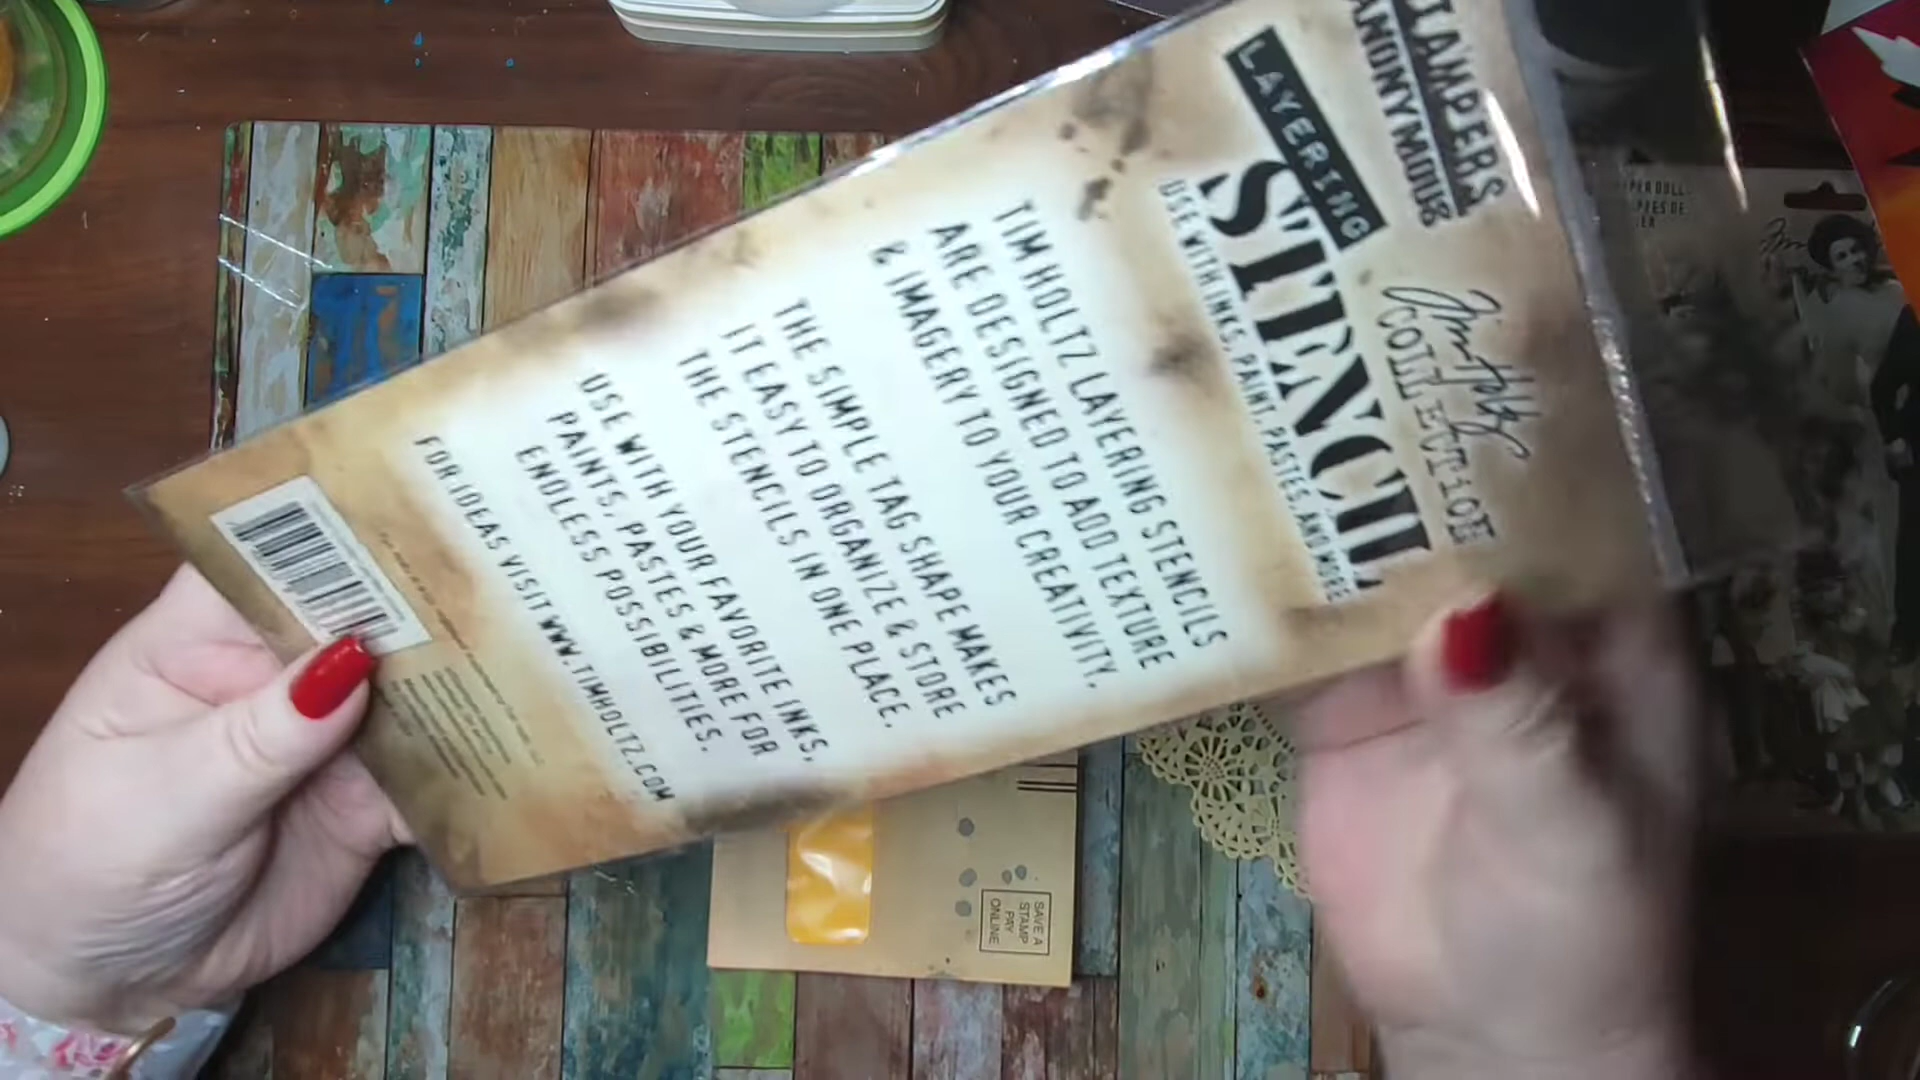 STAMPERS
ANONYMOUS
Tim Holtz
COLLECTION
LAYERING
STENCIL
USE WITH INKS, PAINT, PASTES, AND MORE
TIM HOLTZ LAYERING STENCILS
ARE DESIGNED TO ADD TEXTURE
& IMAGERY TO YOUR CREATIVITY.
THE SIMPLE TAG SHAPE MAKES
IT EASY TO ORGANIZE & STORE
THE STENCILS IN ONE PLACE.
USE WITH YOUR FAVORITE INKS,
PAINTS, PASTES & MORE FOR
ENDLESS POSSIBILITIES.
FOR IDEAS VISIT WWW.TIMHOLTZ.COM
SAVE A
STAMP
PAY
ONLINE